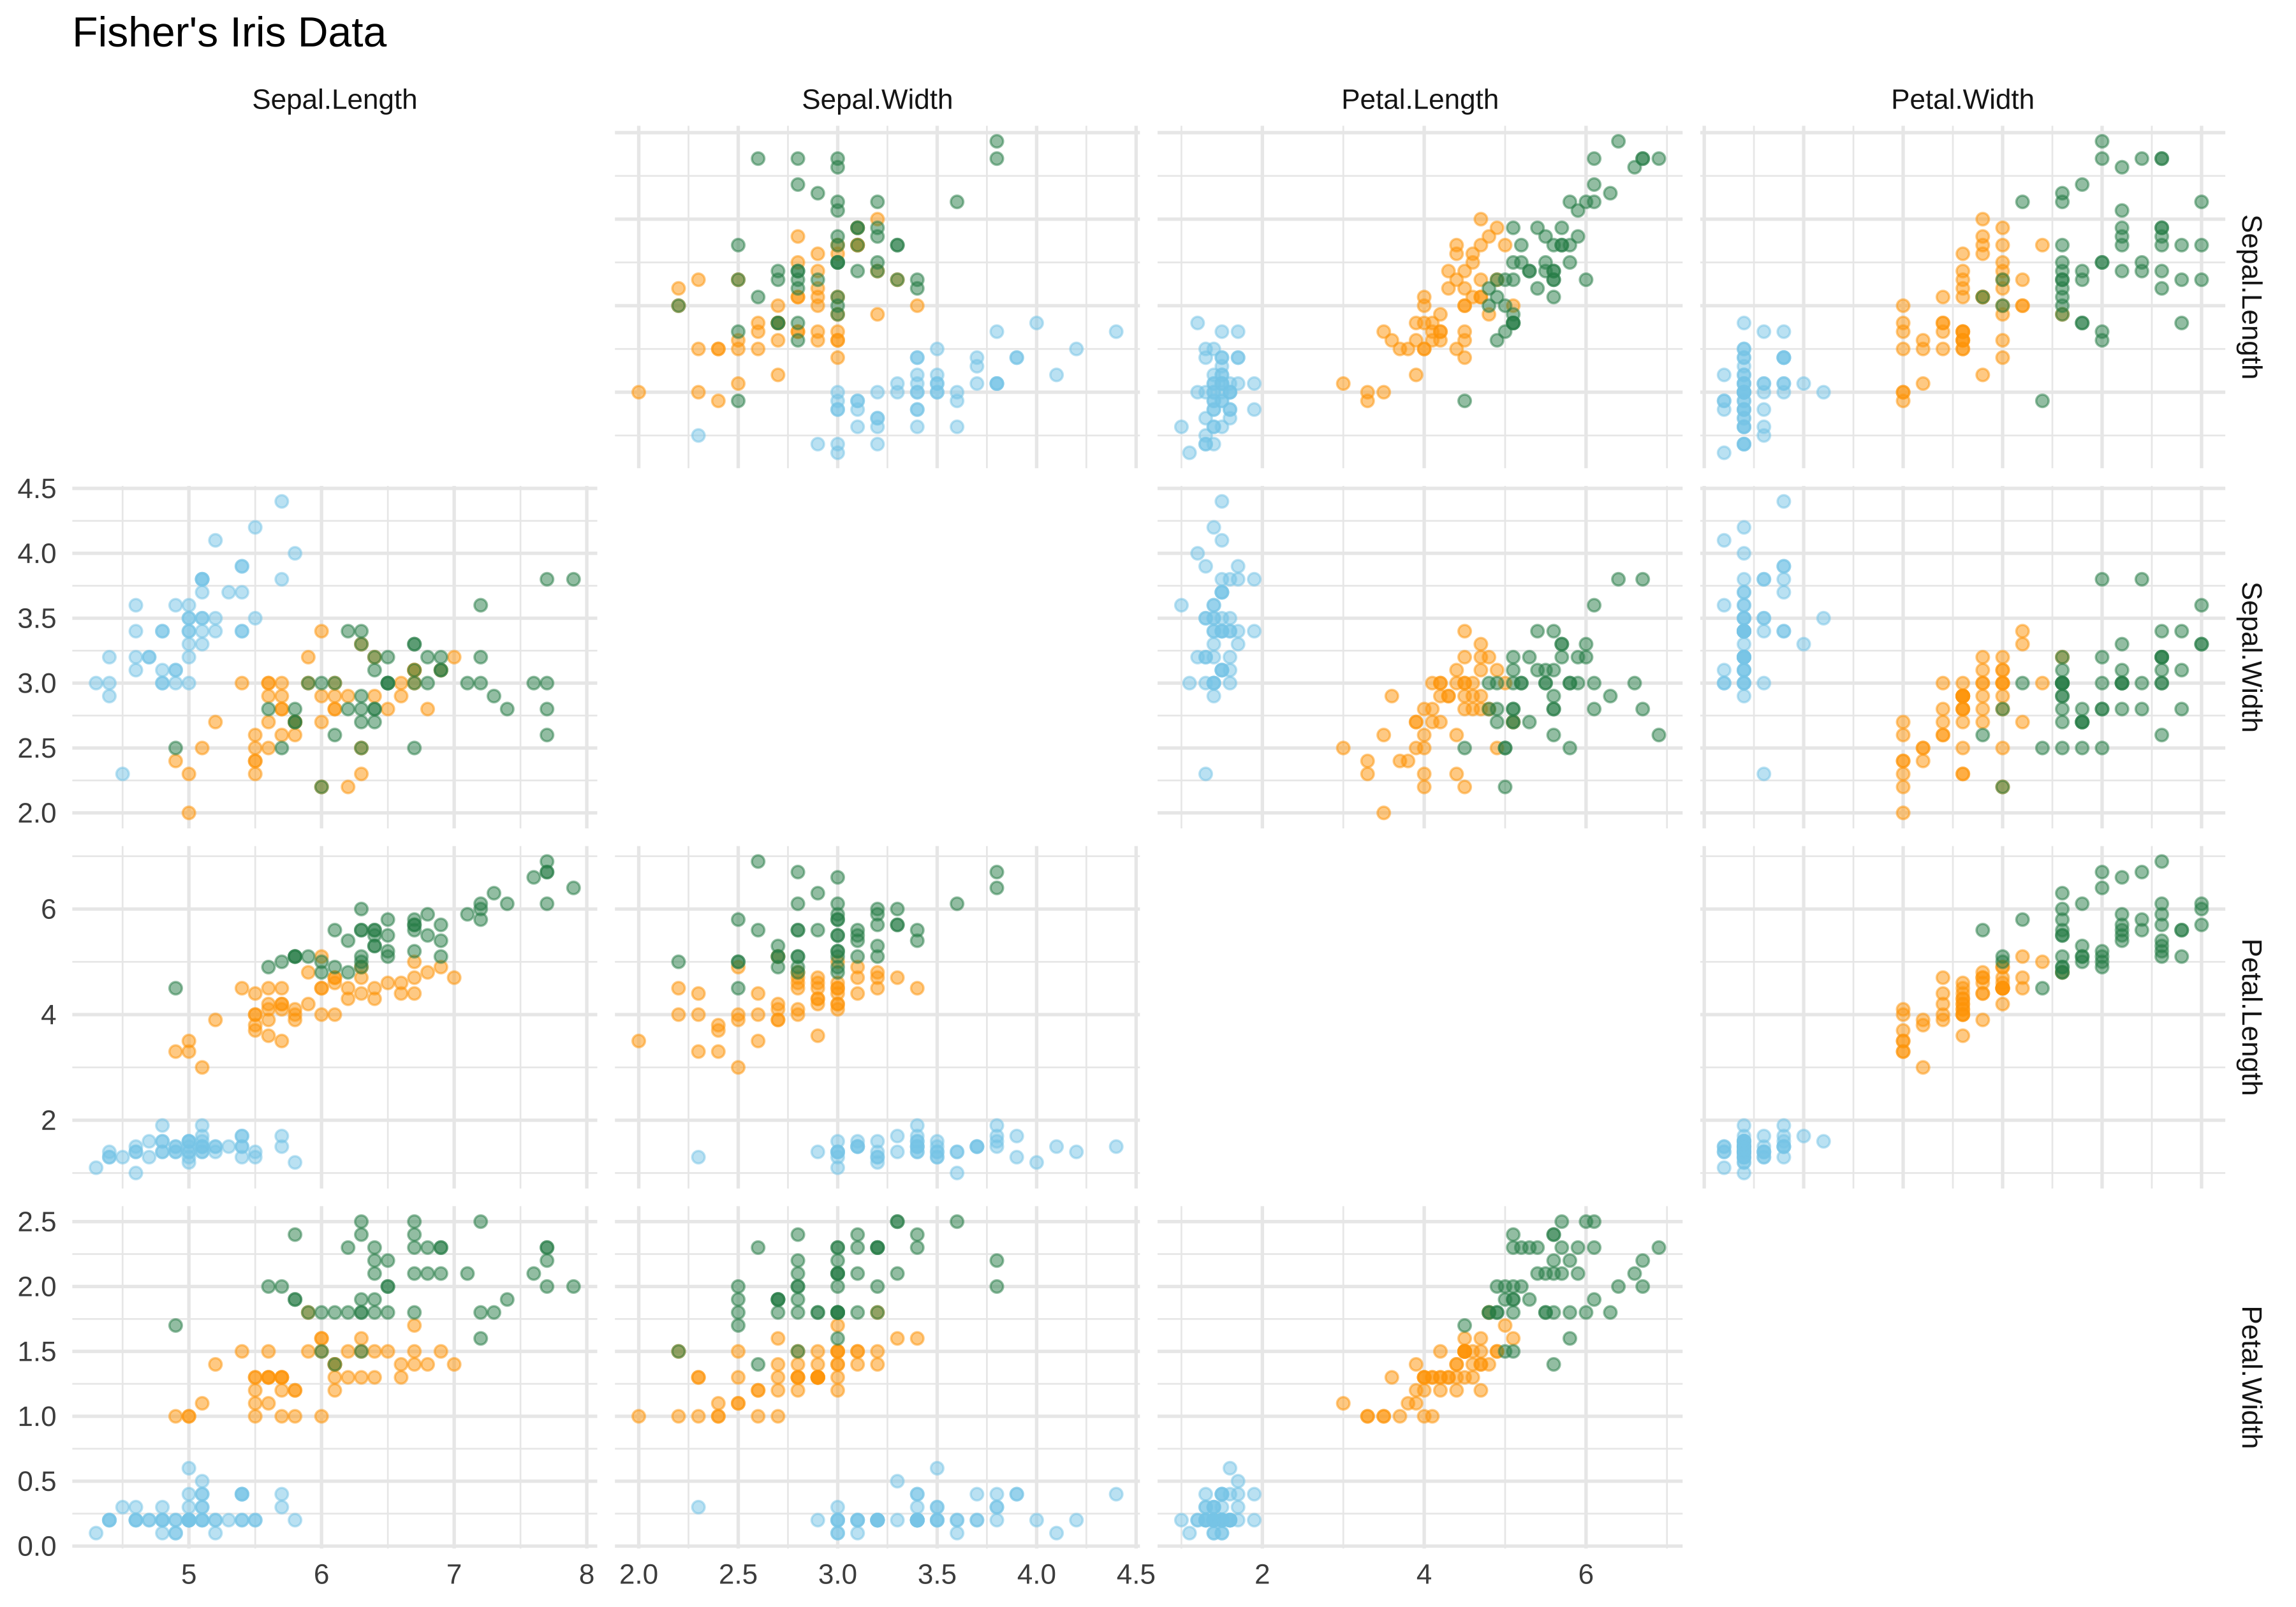 Fisher's Iris Data
Sepal.Length Sepal.Width Petal.Length Petal.Width
Sepal.Length
4.5
4.0
3.5
3.0
2.5
2.0
Sepal.Width
6
4
2
Petal.Length
2.5
2.0
1.5
1.0
0.5
0.0
Petal.Width
5 6 7 8 2.0 2.5 3.0 3.5 4.0 4.5 2 4 6